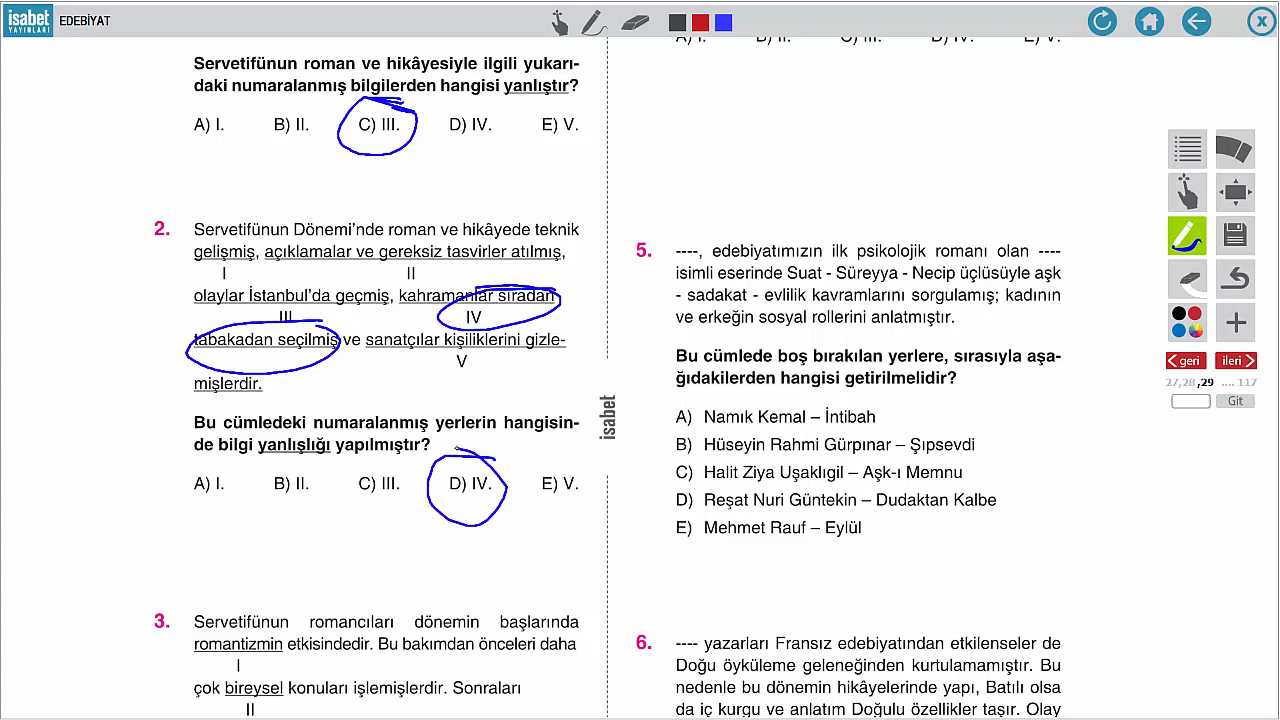 isabet
YAYINLARI
EDEBİYAT
Servetifünun roman ve hikâyesiyle ilgili yukarı-
daki numaralanmış bilgilerden hangisi yanlıştır?
A) I. B) II. C) III. D) IV. E) V.
2. Servetifünun Dönemi'nde roman ve hikâyede teknik
gelişmiş, açıklamalar ve gereksiz tasvirler atılmış,
I II
olaylar İstanbul'da geçmiş, kahramanlar sıradan
III IV
tabakadan seçilmiş ve sanatçılar kişiliklerini gizle-
V
mişlerdir.
Bu cümledeki numaralanmış yerlerin hangisin-
de bilgi yanlışlığı yapılmıştır?
A) I. B) II. C) III. D) IV. E) V.
3. Servetifünun romancıları dönemin başlarında
romantizmin etkisindedir. Bu bakımdan önceleri daha
I
çok bireysel konuları işlemişlerdir. Sonraları
II
isabet
A) I. B) II. C) III. D) IV. E) V.
5. ----, edebiyatımızın ilk psikolojik romanı olan ----
isimli eserinde Suat - Süreyya - Necip üçlüsüyle aşk
- sadakat - evlilik kavramlarını sorgulamış; kadının
ve erkeğin sosyal rollerini anlatmıştır.
Bu cümlede boş bırakılan yerlere, sırasıyla aşa-
ğıdakilerden hangisi getirilmelidir?
A) Namık Kemal – İntibah
B) Hüseyin Rahmi Gürpınar – Şıpsevdi
C) Halit Ziya Uşaklıgil – Aşk-ı Memnu
D) Reşat Nuri Güntekin – Dudaktan Kalbe
E) Mehmet Rauf – Eylül
6. ---- yazarları Fransız edebiyatından etkilenseler de
Doğu öyküleme geleneğinden kurtulamamıştır. Bu
nedenle bu dönemin hikâyelerinde yapı, Batılı olsa
da iç kurgu ve anlatım Doğulu özellikler taşır. Olay
geri ileri
27,28,29 .... 117
Git